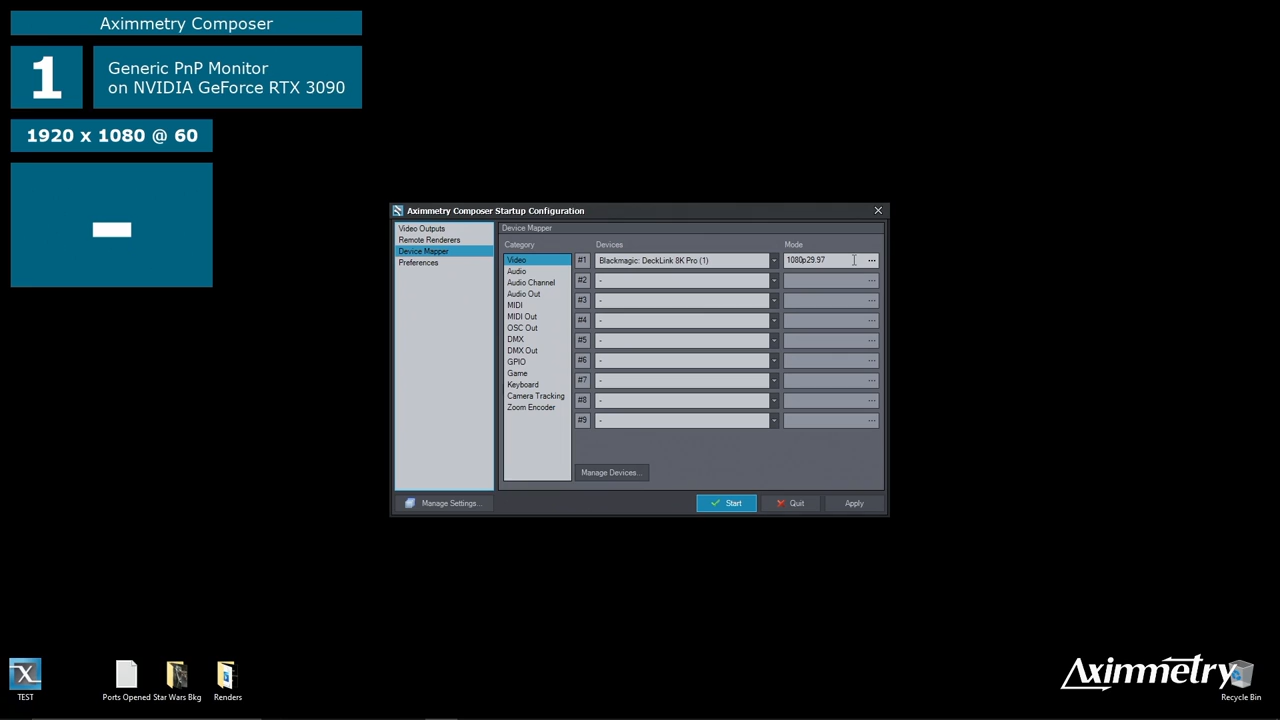 Aximmetry Composer
1
Generic PnP Monitor
on NVIDIA GeForce RTX 3090
1920 x 1080 @ 60
-
Aximmetry Composer Startup Configuration
Video Outputs
Remote Renderers
Device Mapper
Preferences
Device Mapper
Category
Devices
Mode
Video
Audio
Audio Channel
Audio Out
MIDI
MIDI Out
OSC Out
DMX
DMX Out
GPIO
Game
Keyboard
Camera Tracking
Zoom Encoder
#1 Blackmagic: DeckLink 8K Pro (1) 1080p29.97 ...
#2 - ...
#3 - ...
#4 - ...
#5 - ...
#6 - ...
#7 - ...
#8 - ...
#9 - ...
Manage Devices...
Manage Settings...
Start
Quit
Apply
TEST
Ports Opened
Star Wars Bkg
Renders
Aximmetry
Recycle Bin